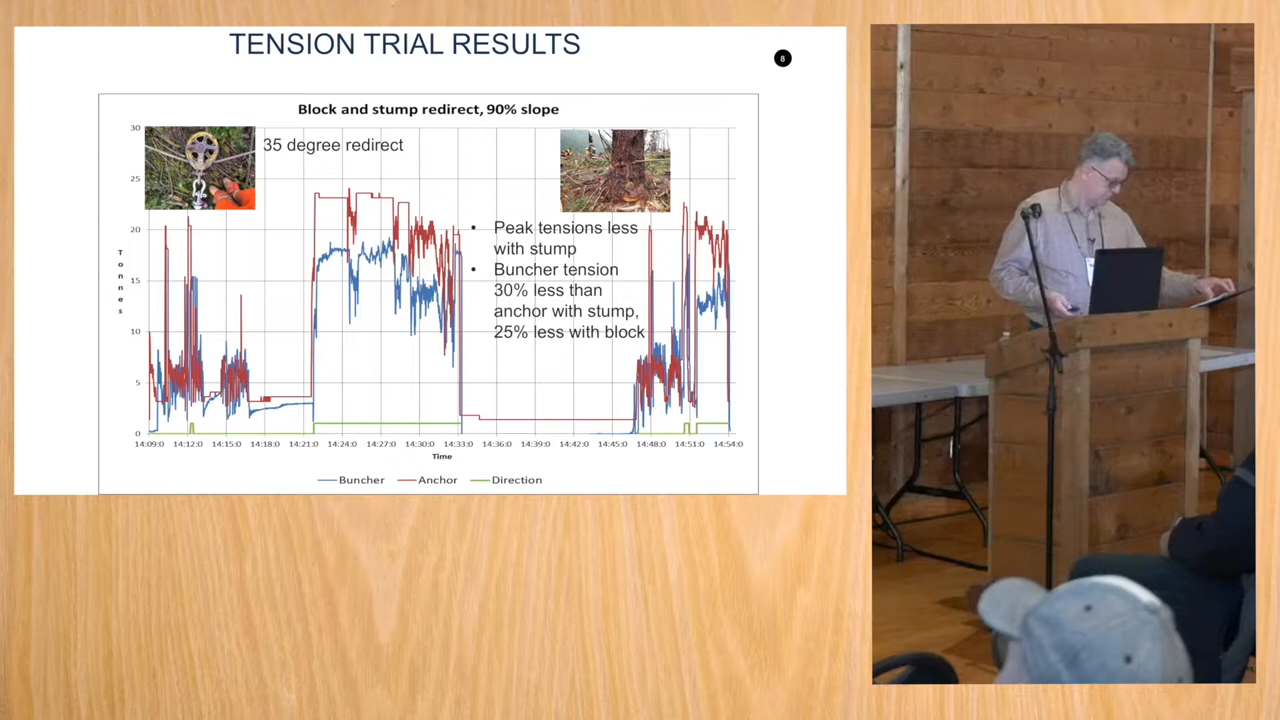 TENSION TRIAL RESULTS
8
Block and stump redirect, 90% slope
35 degree redirect
30
25
20
15
10
5
0
Tonnes
• Peak tensions less
with stump
• Buncher tension
30% less than
anchor with stump,
25% less with block
14:09:0 14:12:0 14:15:0 14:18:0 14:21:0 14:24:0 14:27:0 14:30:0 14:33:0 14:36:0 14:39:0 14:42:0 14:45:0 14:48:0 14:51:0 14:54:0
Time
Buncher Anchor Direction